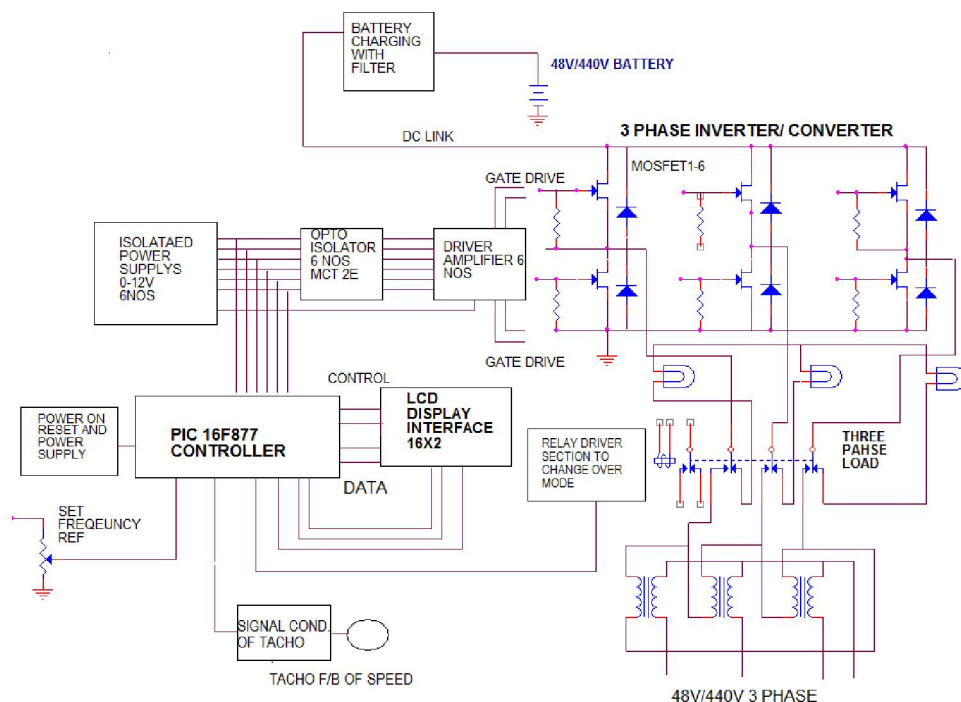 BATTERY
CHARGING
WITH
FILTER
48V/440V BATTERY
DC LINK
3 PHASE INVERTER/ CONVERTER
MOSFET1-6
GATE DRIVE
ISOLATAED
POWER
SUPPLYS
0-12V
6NOS
OPTO
ISOLATOR
6 NOS
MCT 2E
DRIVER
AMPLIFIER 6
NOS
GATE DRIVE
CONTROL
POWER ON
RESET AND
POWER
SUPPLY
PIC 16F877
CONTROLLER
LCD
DISPLAY
INTERFACE
16X2
DATA
RELAY DRIVER
SECTION TO
CHANGE OVER
MODE
THREE
PAHSE
LOAD
SET
FREQEUNCY
REF
SIGNAL COND.
OF TACHO
TACHO F/B OF SPEED
48V/440V 3 PHASE